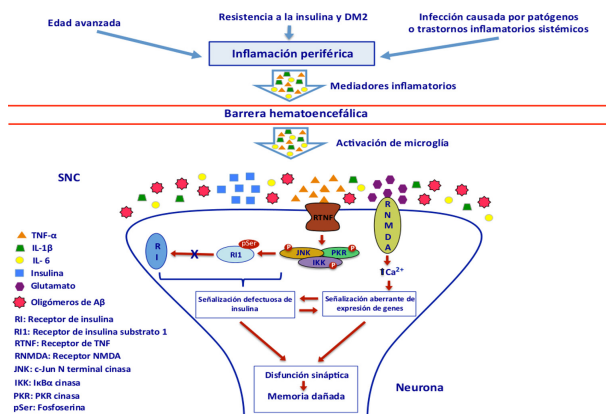 Edad avanzada
Resistencia a la insulina y DM2
Infección causada por patógenos
o trastornos inflamatorios sistémicos
Inflamación periférica
Mediadores inflamatorios
Barrera hematoencefálica
Activación de microglía
SNC
TNF-α
IL-1β
IL- 6
Insulina
Glutamato
Oligómeros de Aβ
RI: Receptor de insulina
RI1: Receptor de insulina substrato 1
RTNF: Receptor de TNF
RNMDA: Receptor NMDA
JNK: c-Jun N terminal cinasa
IKK: IκBα cinasa
PKR: PKR cinasa
pSer: Fosfoserina
RTNF
R
N
M
D
A
R
I
X
RI1
pSer
P
JNK
PKR
P
IKK
P
Ca²⁺
Señalización defectuosa de
insulina
Señalización aberrante de
expresión de genes
Disfunción sináptica
Memoria dañada
Neurona